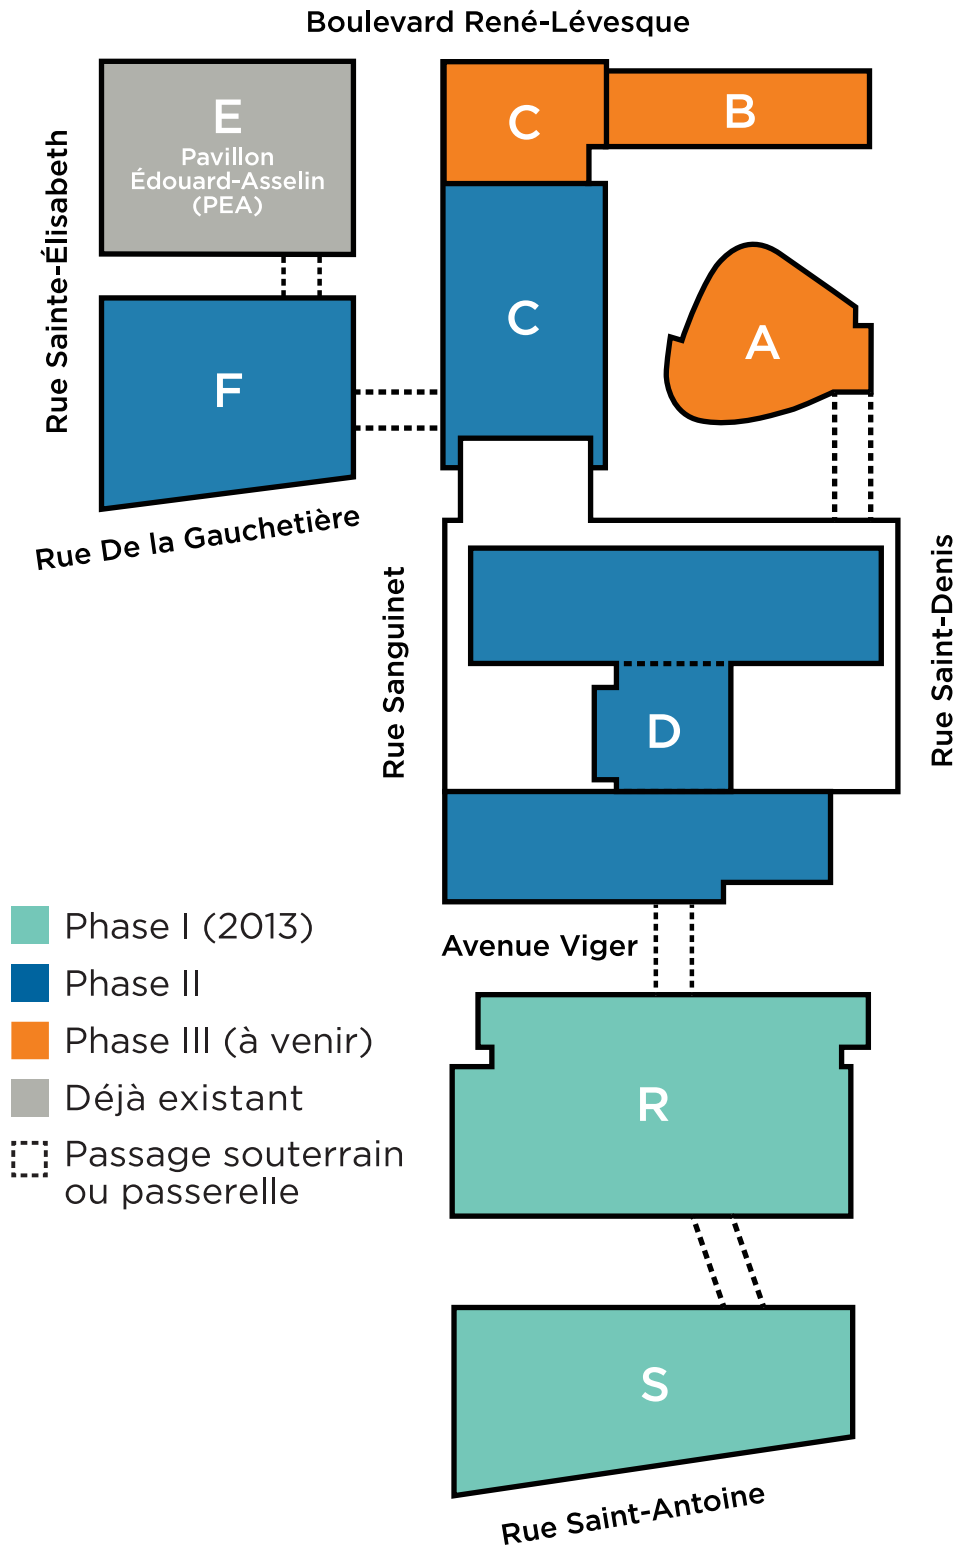 Boulevard René-Lévesque
E
Pavillon
Édouard-Asselin
(PEA)
C
B
Rue Sainte-Élisabeth
C
A
F
Rue De la Gauchetière
Rue Sanguinet
Rue Saint-Denis
D
Phase I (2013)
Avenue Viger
Phase II
Phase III (à venir)
Déjà existant
Passage souterrain
ou passerelle
R
S
Rue Saint-Antoine